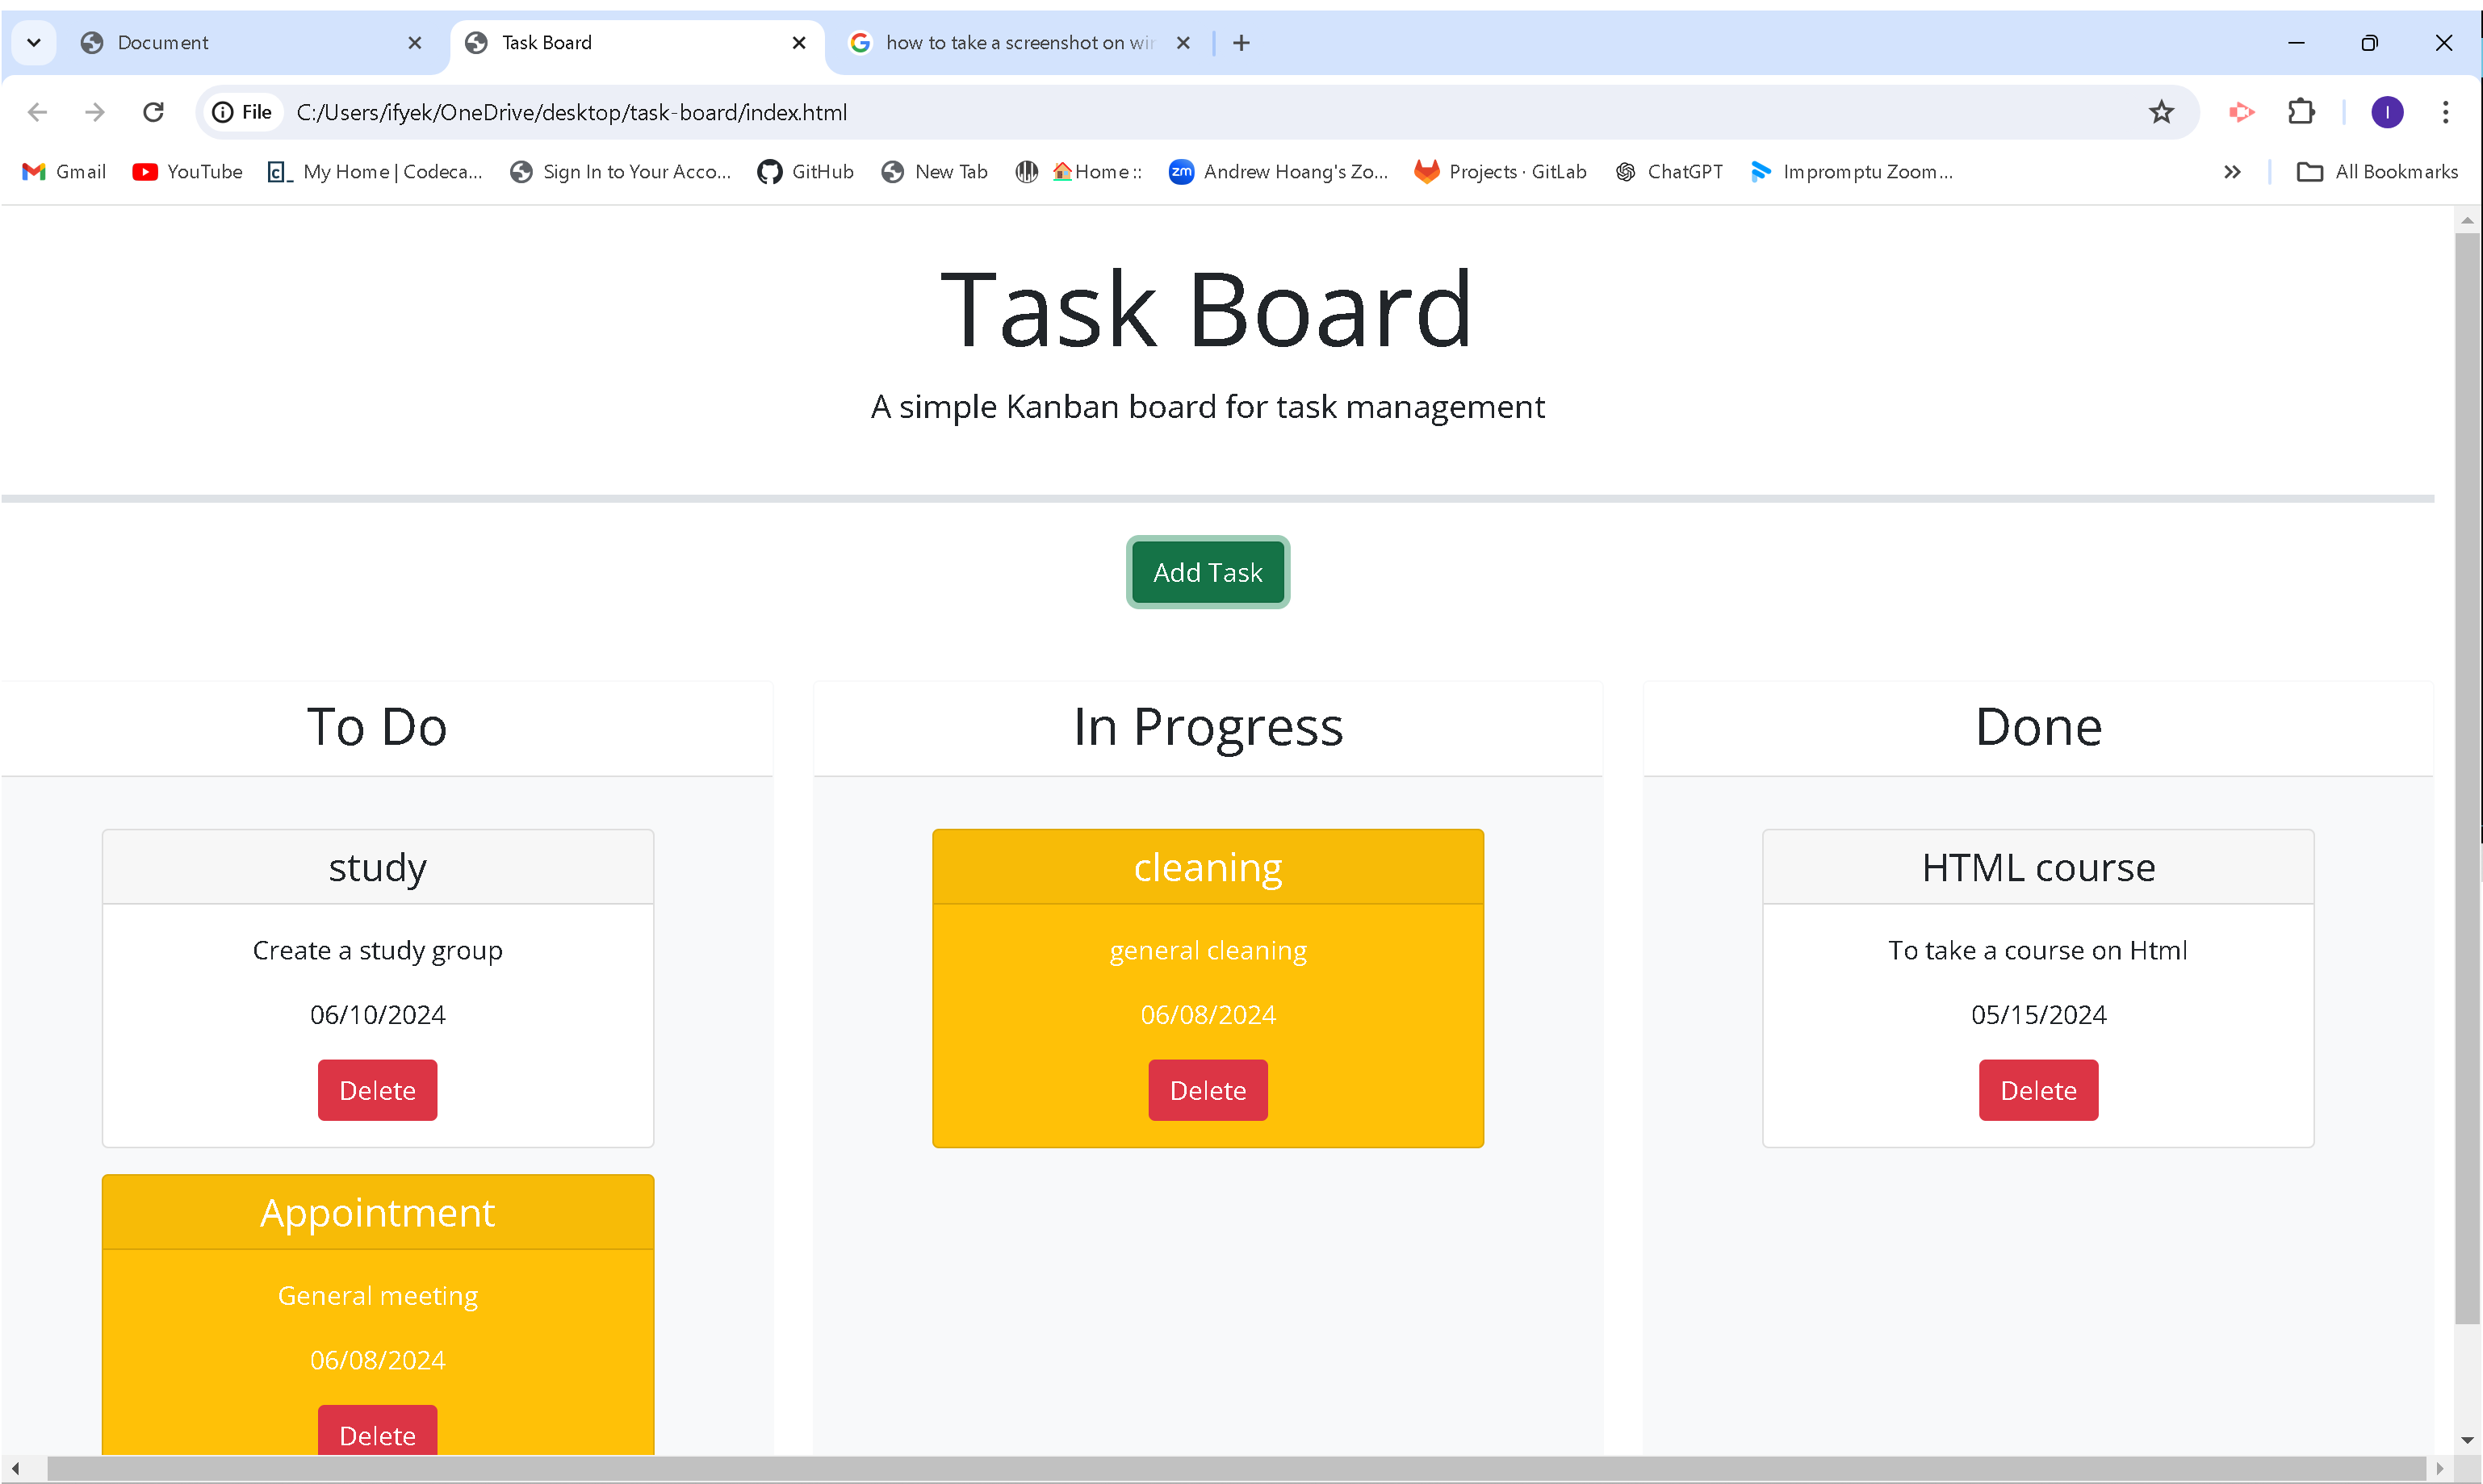 Document
Task Board
how to take a screenshot on wi
File
C:/Users/ifyek/OneDrive/desktop/task-board/index.html
I
Gmail
YouTube
My Home | Codeca...
Sign In to Your Acco...
GitHub
New Tab
Home ::
zm
Andrew Hoang's Zo...
Projects · GitLab
ChatGPT
Impromptu Zoom...
All Bookmarks
Task Board
A simple Kanban board for task management
Add Task
To Do
study
Create a study group
06/10/2024
Delete
Appointment
General meeting
06/08/2024
Delete
In Progress
cleaning
general cleaning
06/08/2024
Delete
Done
HTML course
To take a course on Html
05/15/2024
Delete